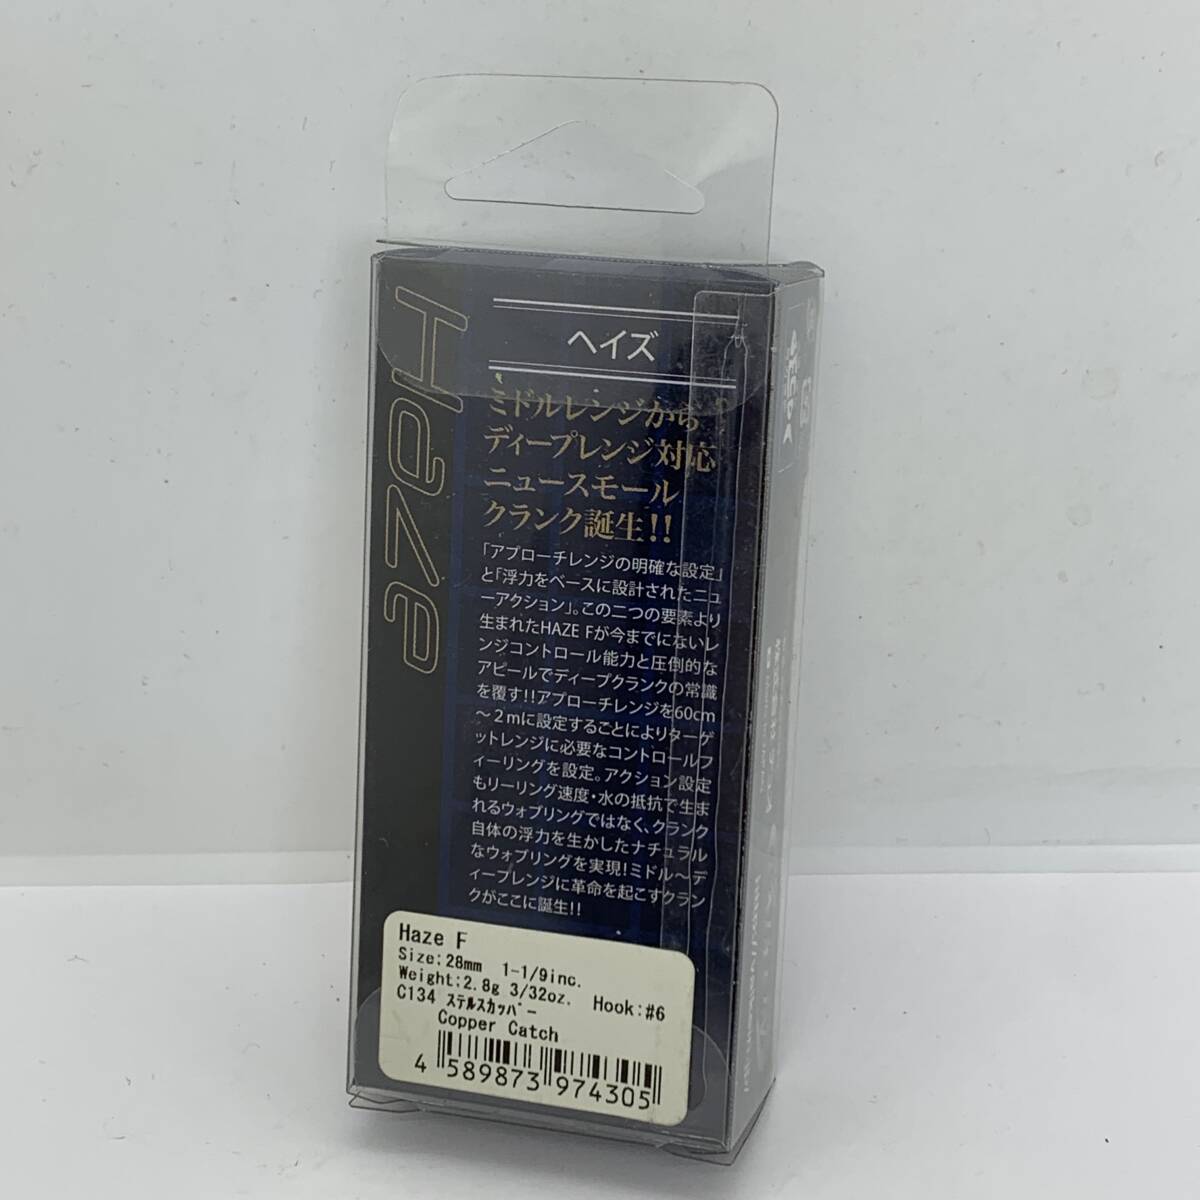 Haze
ヘイズ
ミドルレンジから
ディープレンジ対応
ニュースモール
クランク誕生!!
「アプローチレンジの明確な設定」
と「浮力をベースに設計されたニュ
ーアクション」。この二つの要素より
生まれたHAZE Fが今までにないレ
ンジコントロール能力と圧倒的な
アピールでディープクランクの常識
を覆す!!アプローチレンジを60cm
～2mに設定することによりターゲ
ットレンジに必要なコントロールフ
ィーリングを設定。アクション設定
もリーリング速度・水の抵抗で生ま
れるウォブリングではなく、クランク
自体の浮力を生かしたナチュラル
なウォブリングを実現!ミドル～デ
ィープレンジに革命を起こすクラン
クがここに誕生!!
Haze F
Size:28mm 1-1/9inc.
Weight:2.8g 3/32oz. Hook:#6
C134 ｽﾃﾙｽｶｯﾊﾟｰ
Copper Catch
4 589873 974305